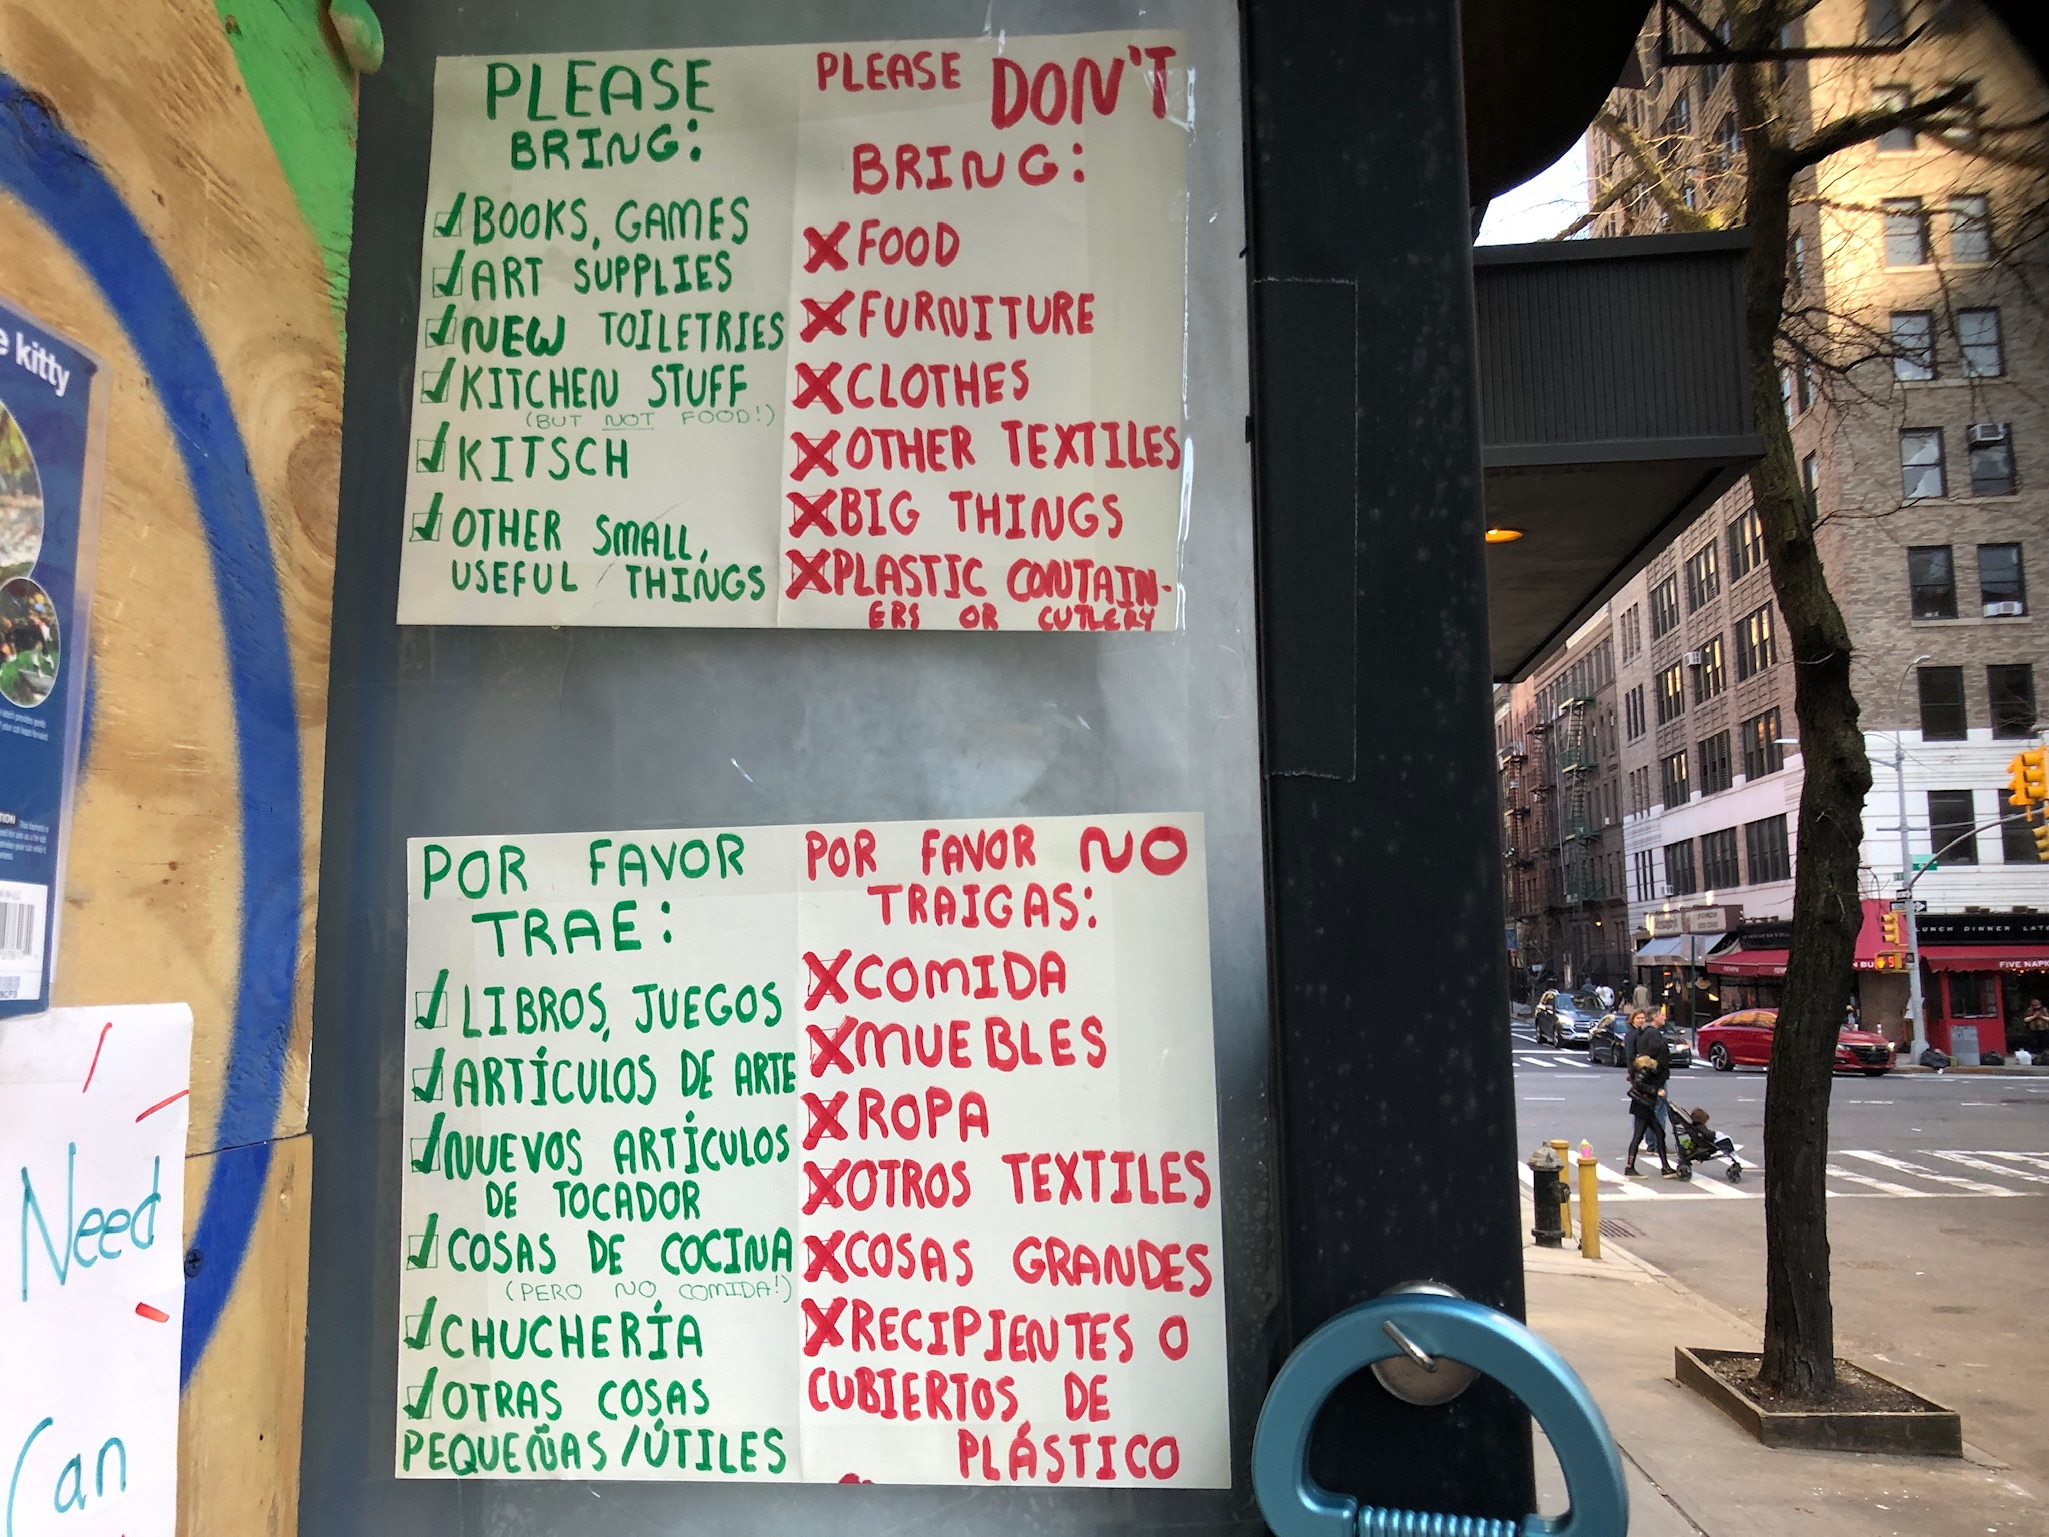 PLEASE
BRING:
BOOKS, GAMES
ART SUPPLIES
NEW TOILETRIES
KITCHEN STUFF
(BUT NOT FOOD!)
KITSCH
OTHER SMALL,
USEFUL THINGS
PLEASE DON'T
BRING:
FOOD
FURNITURE
CLOTHES
OTHER TEXTILES
BIG THINGS
PLASTIC CONTAIN-
ERS OR CUTLERY
POR FAVOR
TRAE:
LIBROS, JUEGOS
ARTÍCULOS DE ARTE
NUEVOS ARTÍCULOS
DE TOCADOR
COSAS DE COCINA
(PERO NO COMIDA!)
CHUCHERÍA
OTRAS COSAS
PEQUEÑAS/ÚTILES
POR FAVOR NO
TRAIGAS:
COMIDA
MUEBLES
ROPA
OTROS TEXTILES
COSAS GRANDES
RECIPIENTES O
CUBIERTOS DE
PLÁSTICO
kitty
Need
Can
LUNCH DINNER
FIVE